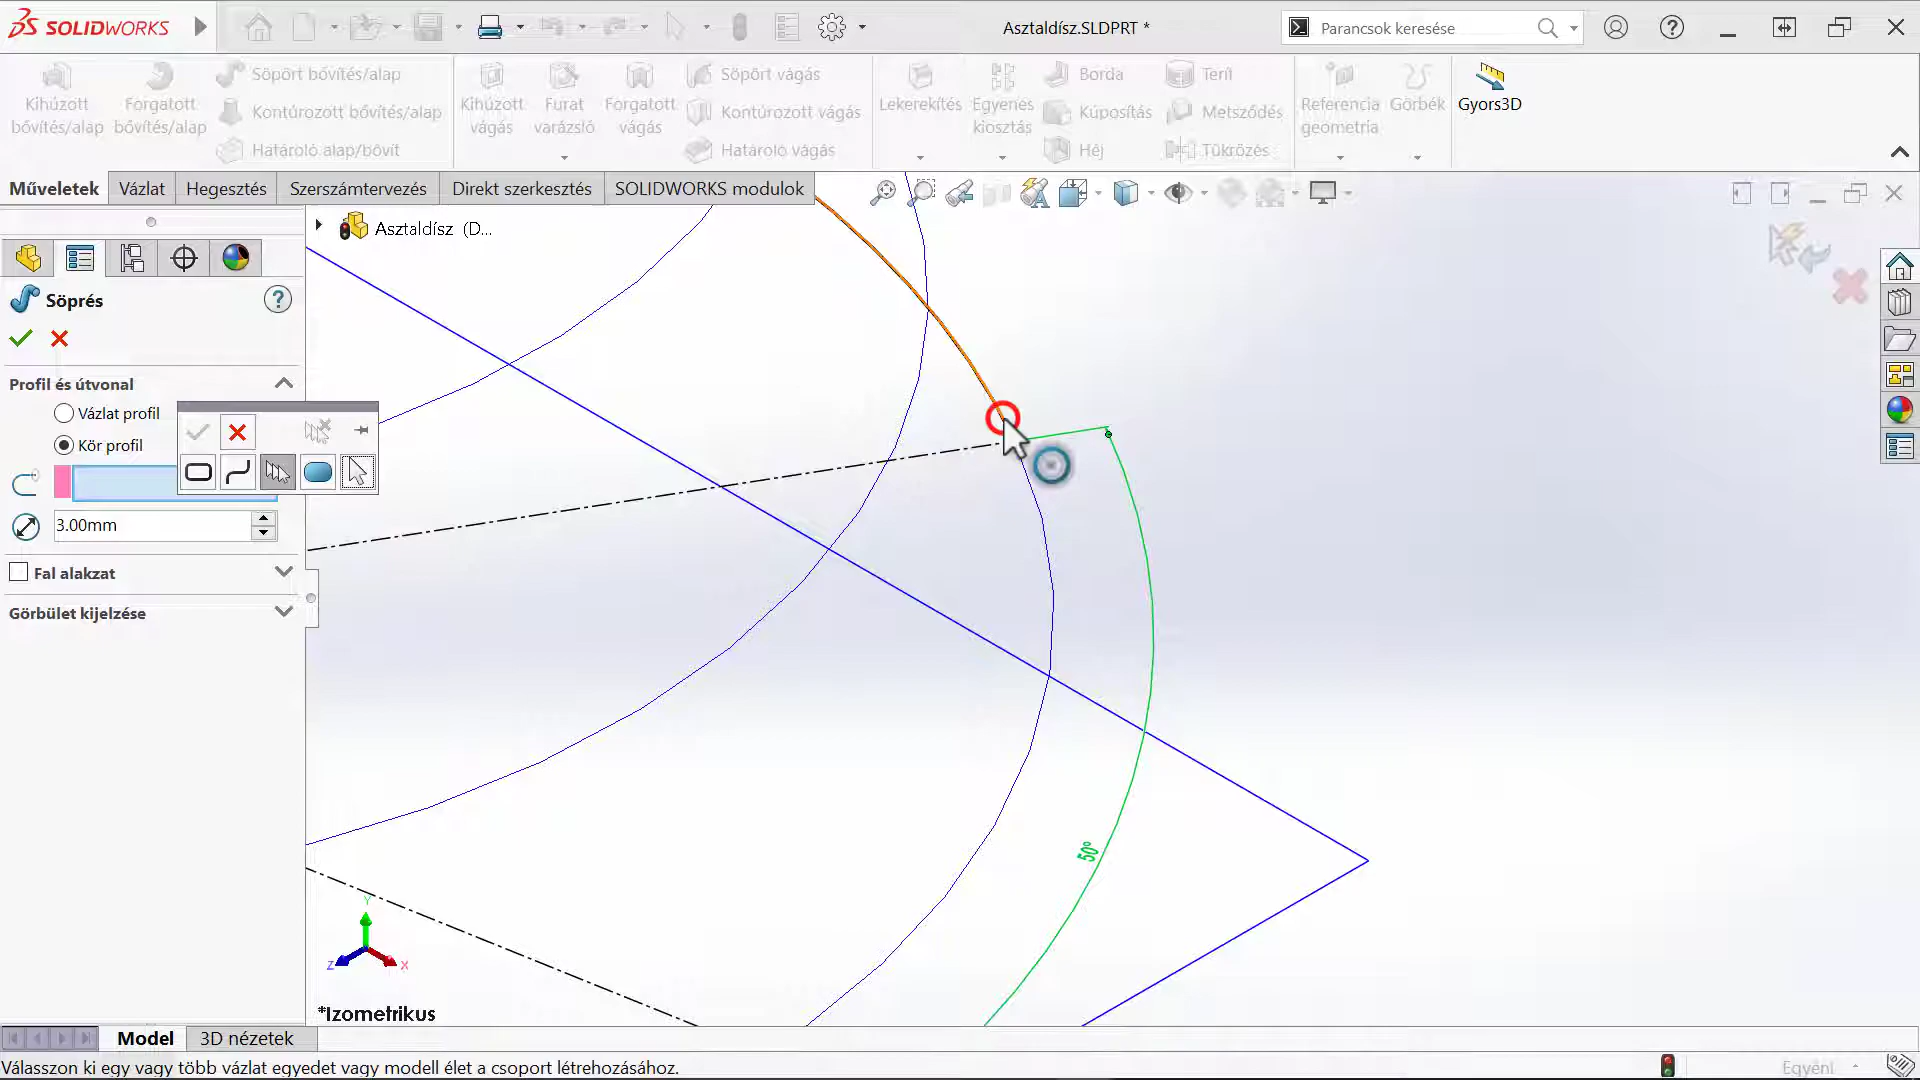 SOLIDWORKS
Asztaldísz.SLDPRT *
Parancsok keresése
Kihúzott
bővítés/alap
Forgatott
bővítés/alap
Söpört bővítés/alap
Kontúrozott bővítés/alap
Határoló alap/bővít
Kihúzott
vágás
Furat
varázsló
Forgatott
vágás
Söpört vágás
Kontúrozott vágás
Határoló vágás
Lekerekítés
Egyenes
kiosztás
Borda
Kúposítás
Héj
Terít
Metsződés
Tükrözés
Referencia
geometria
Görbék
Gyors3D
Műveletek
Vázlat
Hegesztés
Szerszámtervezés
Direkt szerkesztés
SOLIDWORKS modulok
Asztaldísz (D...
Söprés
Profil és útvonal
Vázlat profil
Kör profil
3.00mm
Fal alakzat
Görbület kijelzése
50°
Y
Z
X
*Izometrikus
Model
3D nézetek
Válasszon ki egy vagy több vázlat egyedet vagy modell élet a csoport létrehozásához.
Egyéni